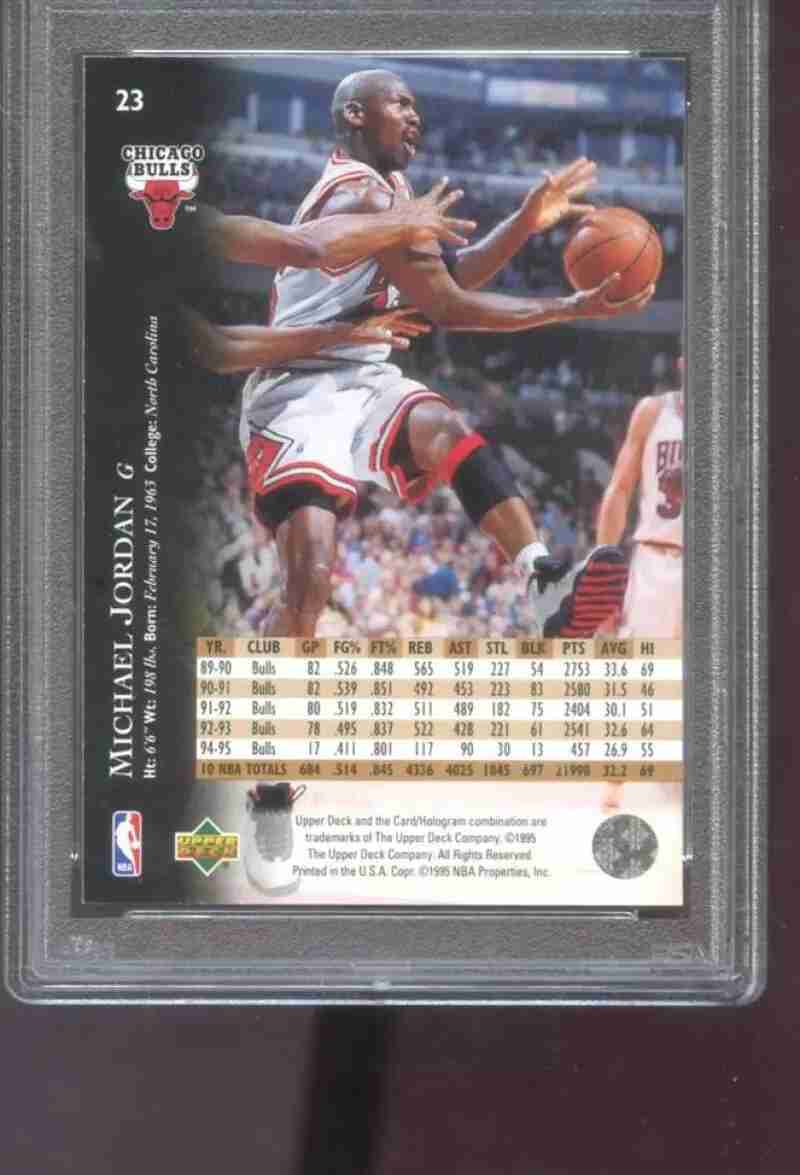 23
CHICAGO
BULLS
TM
MICHAEL JORDAN G
Ht: 6'6" Wt: 198 lbs. Born: February 17, 1963 College: North Carolina
YR. CLUB GP FG% FT% REB AST STL BLK PTS AVG HI
89-90 Bulls 82 .526 .848 565 519 227 54 2753 33.6 69
90-91 Bulls 82 .539 .851 492 453 223 83 2580 31.5 46
91-92 Bulls 80 .519 .832 511 489 182 75 2404 30.1 51
92-93 Bulls 78 .495 .837 522 428 221 61 2541 32.6 64
94-95 Bulls 17 .411 .801 117 90 30 13 457 26.9 55
10 NBA TOTALS 684 .514 .845 4336 4025 1845 697 21998 32.2 69
NBA
UPPER
DECK
Upper Deck and the Card/Hologram combination are
trademarks of The Upper Deck Company. ©1995
The Upper Deck Company. All Rights Reserved
Printed in the U.S.A. Copr. ©1995 NBA Properties, Inc.